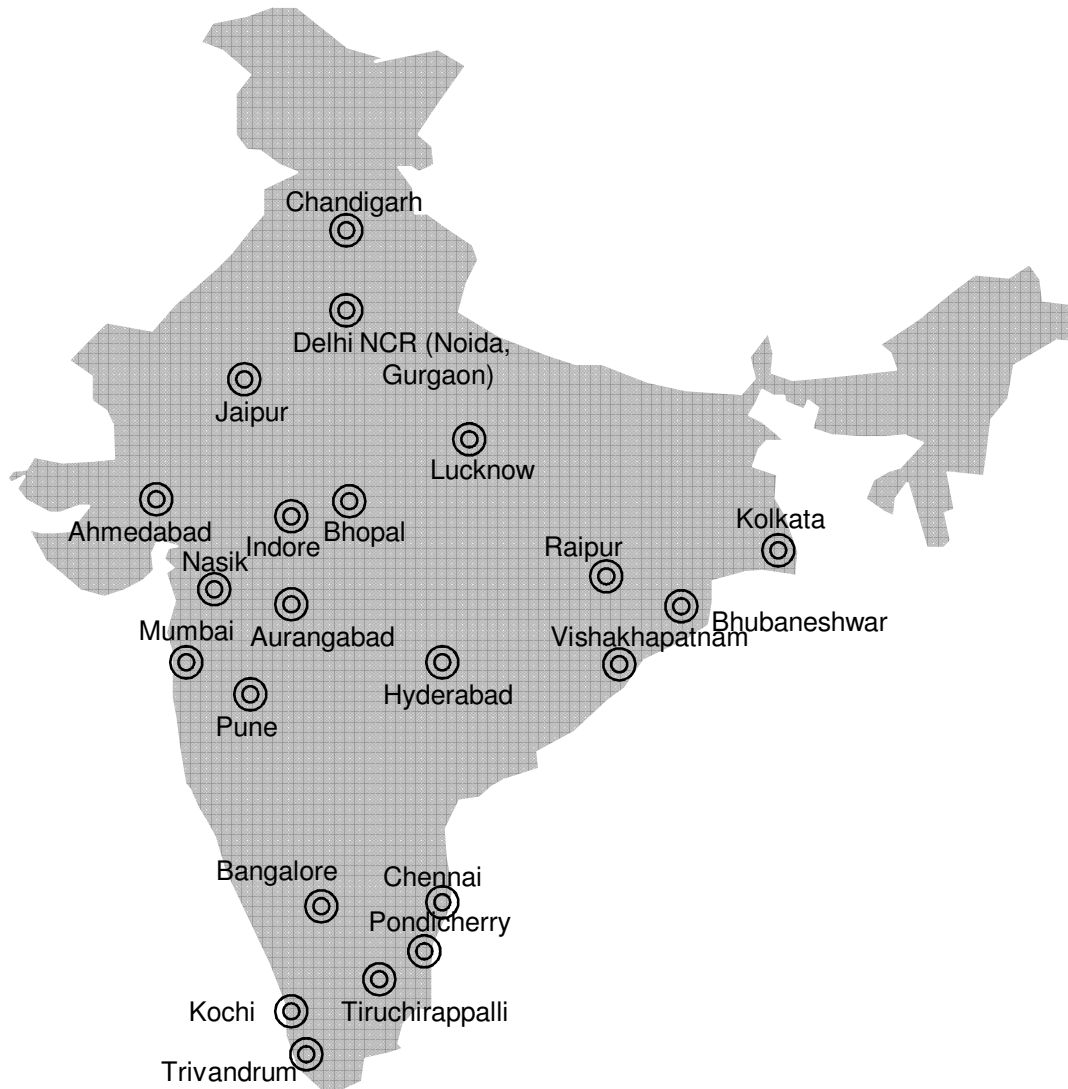 Chandigarh
Delhi NCR (Noida,
Gurgaon)
Jaipur
Lucknow
Ahmedabad
Indore
Bhopal
Kolkata
Nasik
Raipur
Mumbai
Aurangabad
Bhubaneshwar
Vishakhapatnam
Hyderabad
Pune
Bangalore
Chennai
Pondicherry
Kochi
Tiruchirappalli
Trivandrum